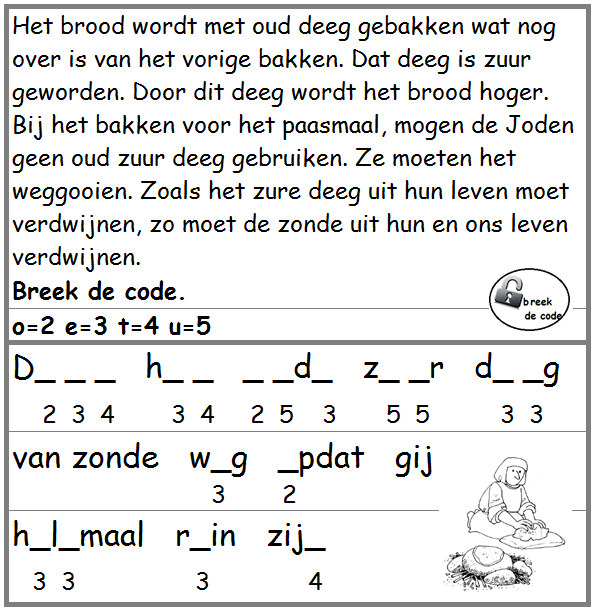 Het brood wordt met oud deeg gebakken wat nog
over is van het vorige bakken. Dat deeg is zuur
geworden. Door dit deeg wordt het brood hoger.
Bij het bakken voor het paasmaal, mogen de Joden
geen oud zuur deeg gebruiken. Ze moeten het
weggooien. Zoals het zure deeg uit hun leven moet
verdwijnen, zo moet de zonde uit hun en ons leven
verdwijnen.
Breek de code.
breek
de code
o=2 e=3 t=4 u=5
D_ _ _ h_ _ _ _d_ z_ _r d_ _g
2 3 4 3 4 2 5 3 5 5 3 3
van zonde w_g _pdat gij
3 2
h_l_maal r_in zij_
3 3 3 4